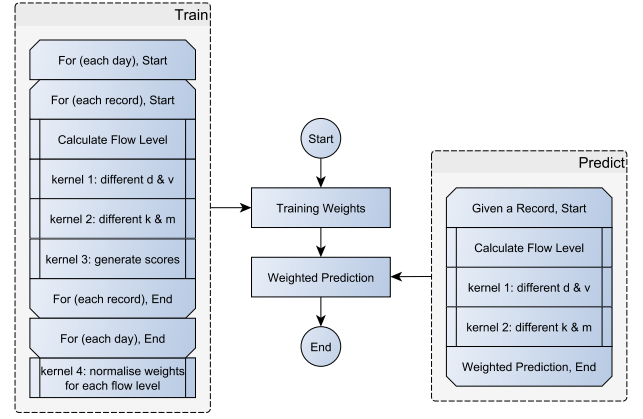 Train
For (each day), Start
For (each record), Start
Calculate Flow Level
kernel 1: different d & v
kernel 2: different k & m
kernel 3: generate scores
For (each record), End
For (each day), End
kernel 4: normalise weights
for each flow level
Start
Training Weights
Weighted Prediction
End
Predict
Given a Record, Start
Calculate Flow Level
kernel 1: different d & v
kernel 2: different k & m
Weighted Prediction, End